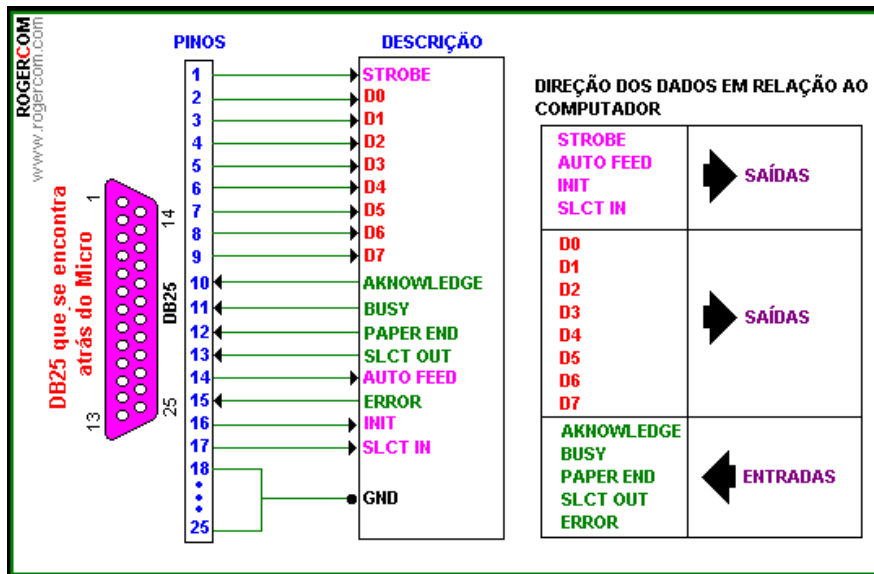 ROGERCOM
www.rogercom.com
DB25 que se encontra
atrás do Micro
1
14
DB25
13
25
PINOS
DESCRIÇÃO
1 STROBE
2 D0
3 D1
4 D2
5 D3
6 D4
7 D5
8 D6
9 D7
10 AKNOWLEDGE
11 BUSY
12 PAPER END
13 SLCT OUT
14 AUTO FEED
15 ERROR
16 INIT
17 SLCT IN
18
GND
25
DIREÇÃO DOS DADOS EM RELAÇÃO AO
COMPUTADOR
STROBE
AUTO FEED
INIT
SLCT IN
SAÍDAS
D0
D1
D2
D3
D4
D5
D6
D7
SAÍDAS
AKNOWLEDGE
BUSY
PAPER END
SLCT OUT
ERROR
ENTRADAS